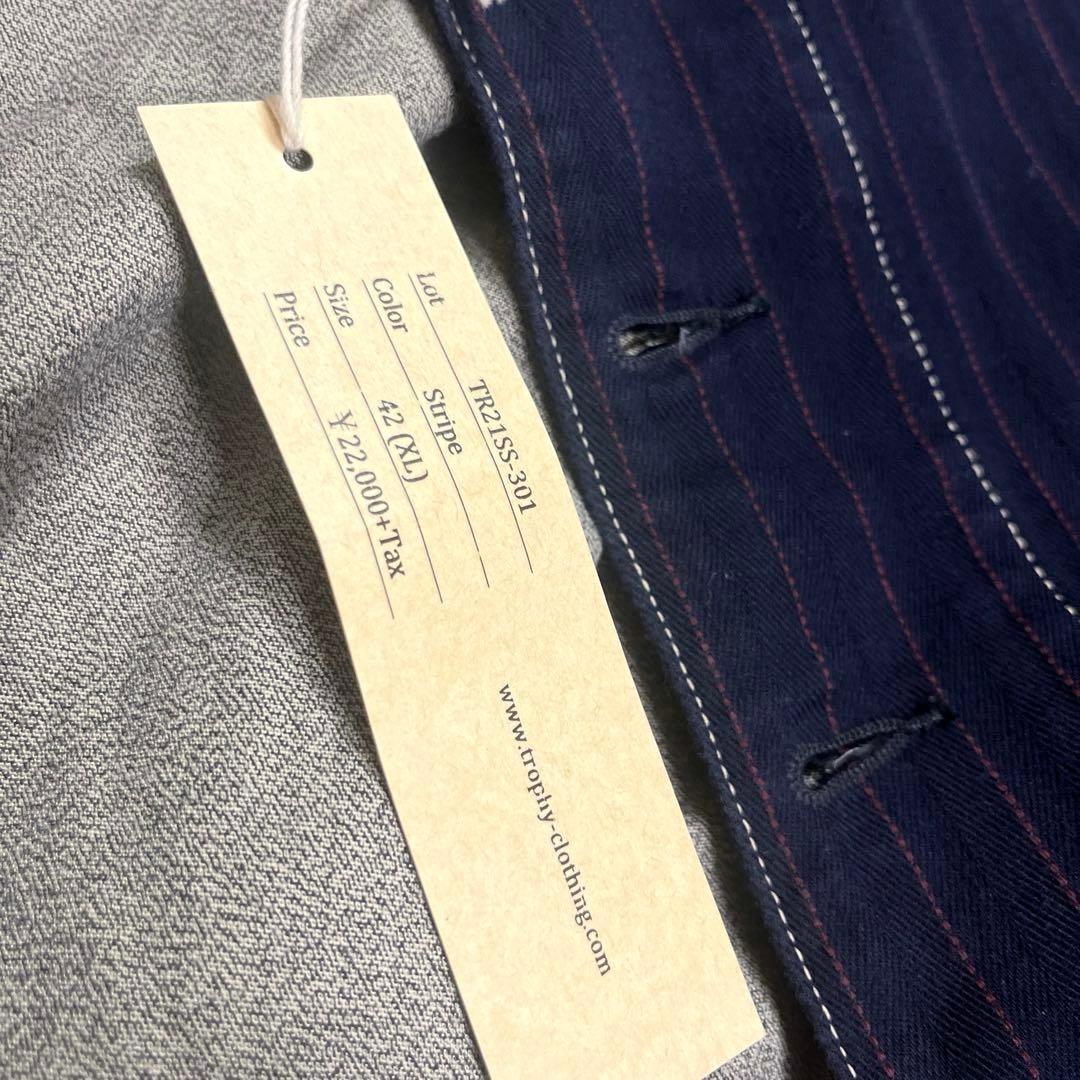 Lot TR21SS-301
Color Stripe
Size 42 (XL)
Price ¥22,000+Tax
www.trophy-clothing.com